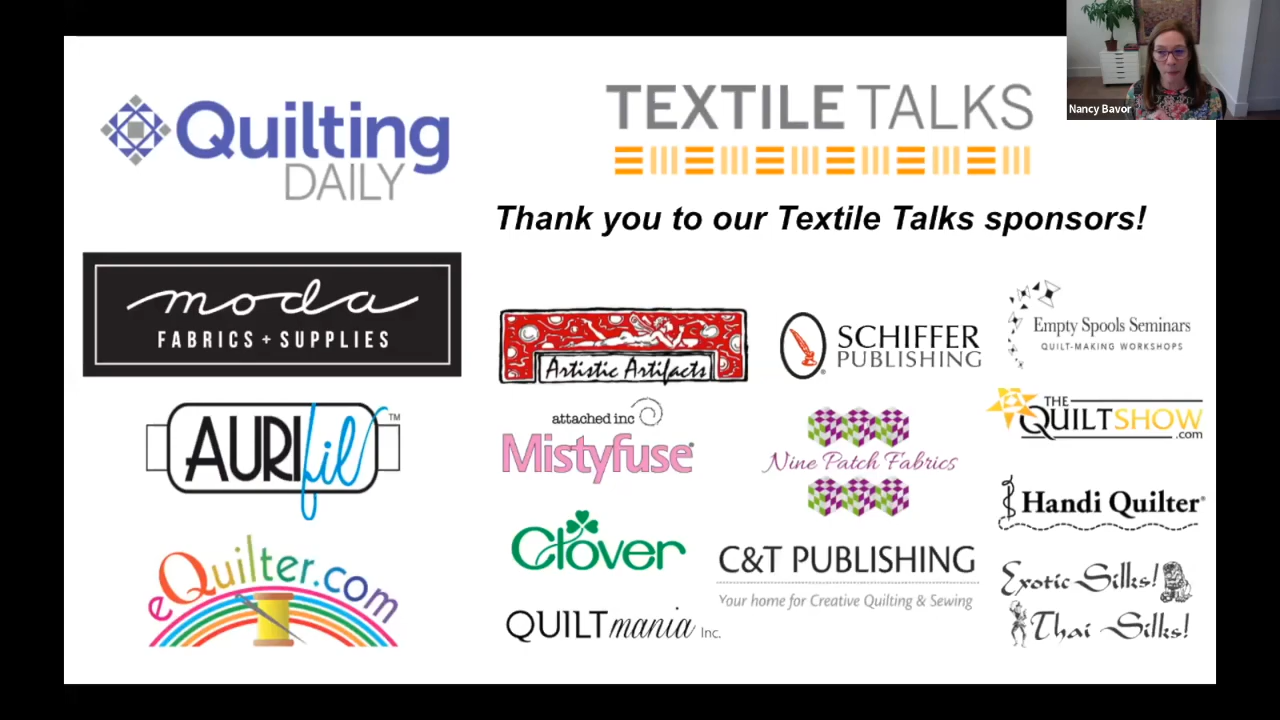 Quilting
DAILY
TEXTILE TALKS
Nancy Bavor
Thank you to our Textile Talks sponsors!
moda
FABRICS + SUPPLIES
AURIfil™
eQuilter.com
Artistic Artifacts
attached inc
Mistyfuse®
Clover
QUILTmania Inc.
SCHIFFER®
PUBLISHING
Nine Patch Fabrics
C&T PUBLISHING
Your home for Creative Quilting & Sewing
Empty Spools Seminars
QUILT-MAKING WORKSHOPS
THE
QUILTSHOW
.com
Handi Quilter®
Exotic Silks!
Thai Silks!